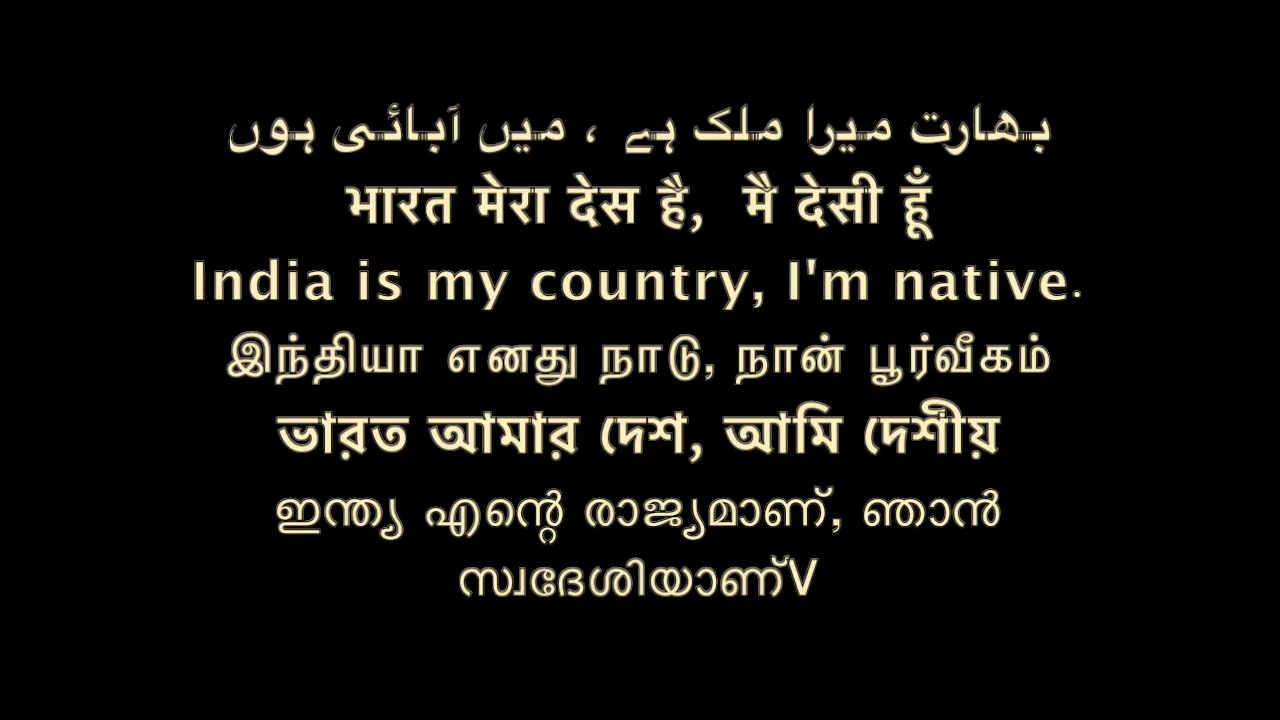 بھارت میرا ملک ہے ، میں آبائی ہوں
भारत मेरा देस है, मै देसी हूँ
India is my country, I'm native.
இந்தியா எனது நாடு, நான் பூர்வீகம்
ভারত আমার দেশ, আমি দেশীয়
ഇന്ത്യ എന്റെ രാജ്യമാണ്, ഞാൻ
സ്വദേശിയാണ്V